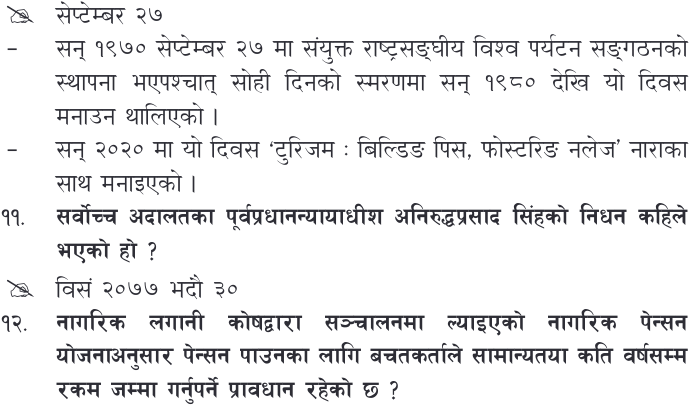 सेप्टेम्बर २७
– सन् १९७० सेप्टेम्बर २७ मा संयुक्त राष्ट्रसङ्घीय विश्व पर्यटन सङ्गठनको
स्थापना भएपश्चात् सोही दिनको स्मरणमा सन् १९८० देखि यो दिवस
मनाउन थालिएको ।
– सन् २०२० मा यो दिवस ‘टुरिजम : बिल्डिङ पिस, फोस्टरिङ नलेज’ नाराका
साथ मनाइएको ।
११. सर्वोच्च अदालतका पूर्वप्रधानन्यायाधीश अनिरुद्धप्रसाद सिंहको निधन कहिले
भएको हो ?
विसं २०७७ भदौ ३०
१२. नागरिक लगानी कोषद्वारा सञ्चालनमा ल्याइएको नागरिक पेन्सन
योजनाअनुसार पेन्सन पाउनका लागि बचतकर्ताले सामान्यतया कति वर्षसम्म
रकम जम्मा गर्नुपर्ने प्रावधान रहेको छ ?